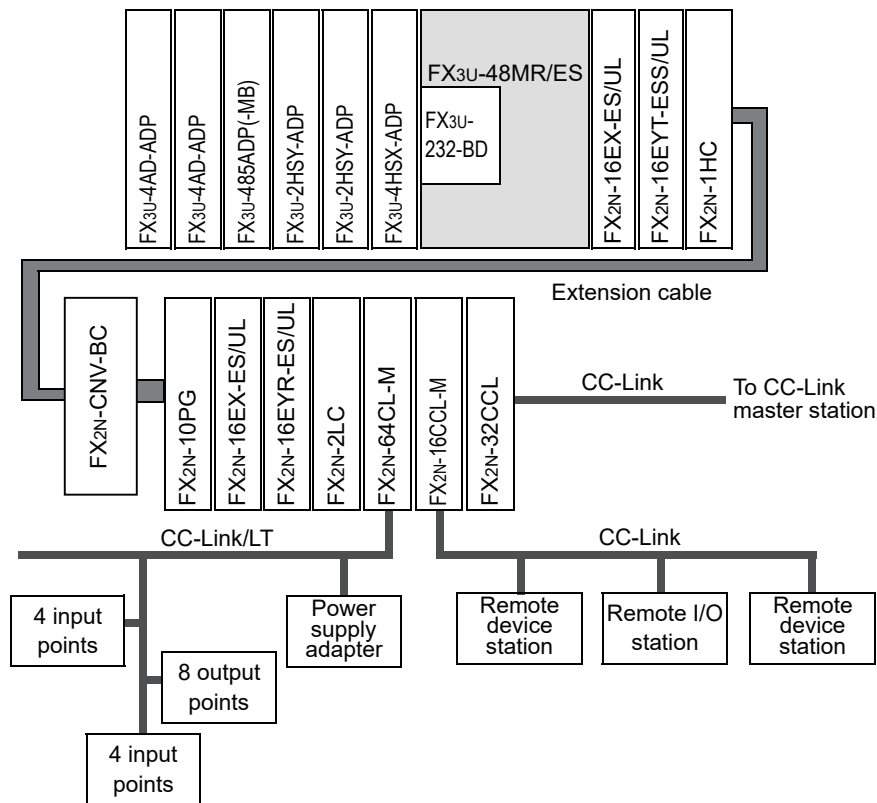 FX3U-4AD-ADP
FX3U-4AD-ADP
FX3U-485ADP(-MB)
FX3U-2HSY-ADP
FX3U-2HSY-ADP
FX3U-4HSX-ADP
FX3U-48MR/ES
FX3U-
232-BD
FX2N-16EX-ES/UL
FX2N-16EYT-ESS/UL
FX2N-1HC
Extension cable
FX2N-CNV-BC
FX2N-10PG
FX2N-16EX-ES/UL
FX2N-16EYR-ES/UL
FX2N-2LC
FX2N-64CL-M
FX2N-16CCL-M
FX2N-32CCL
CC-Link
To CC-Link
master station
CC-Link/LT
CC-Link
4 input
points
8 output
points
4 input
points
Power
supply
adapter
Remote
device
station
Remote I/O
station
Remote
device
station